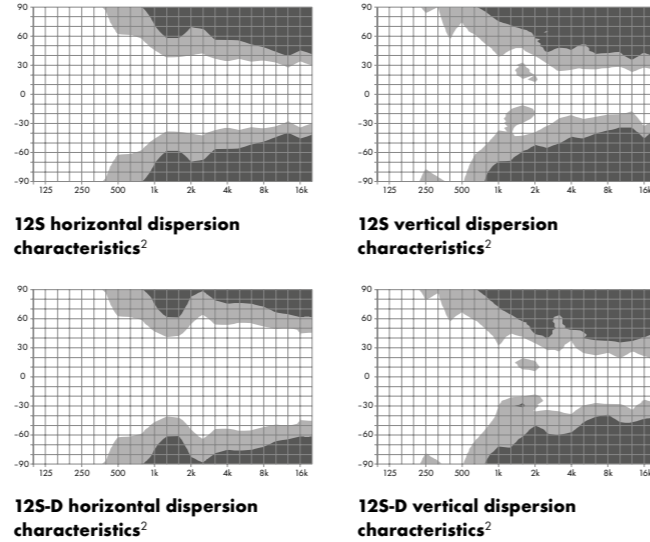 90
60
30
0
-30
-60
-90
125 250 500 1k 2k 4k 8k 16k
12S horizontal dispersion
characteristics²
90
60
30
0
-30
-60
-90
125 250 500 1k 2k 4k 8k 16k
12S vertical dispersion
characteristics²
90
60
30
0
-30
-60
-90
125 250 500 1k 2k 4k 8k 16k
12S-D horizontal dispersion
characteristics²
90
60
30
0
-30
-60
-90
125 250 500 1k 2k 4k 8k 16k
12S-D vertical dispersion
characteristics²